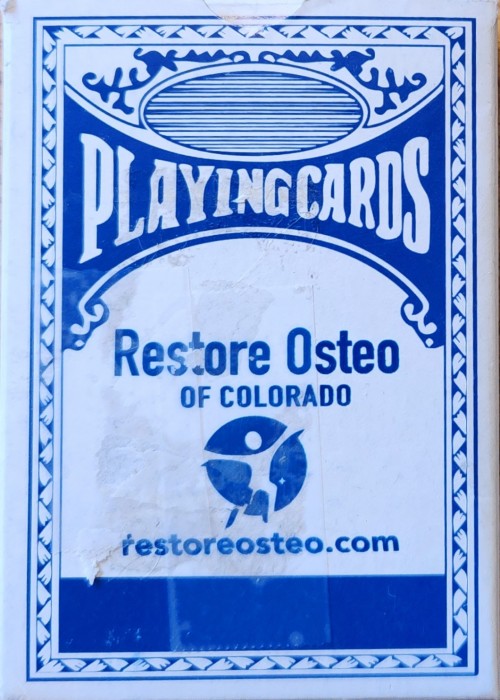 PLAYING CARDS
Restore Osteo
OF COLORADO
restoreosteo.com